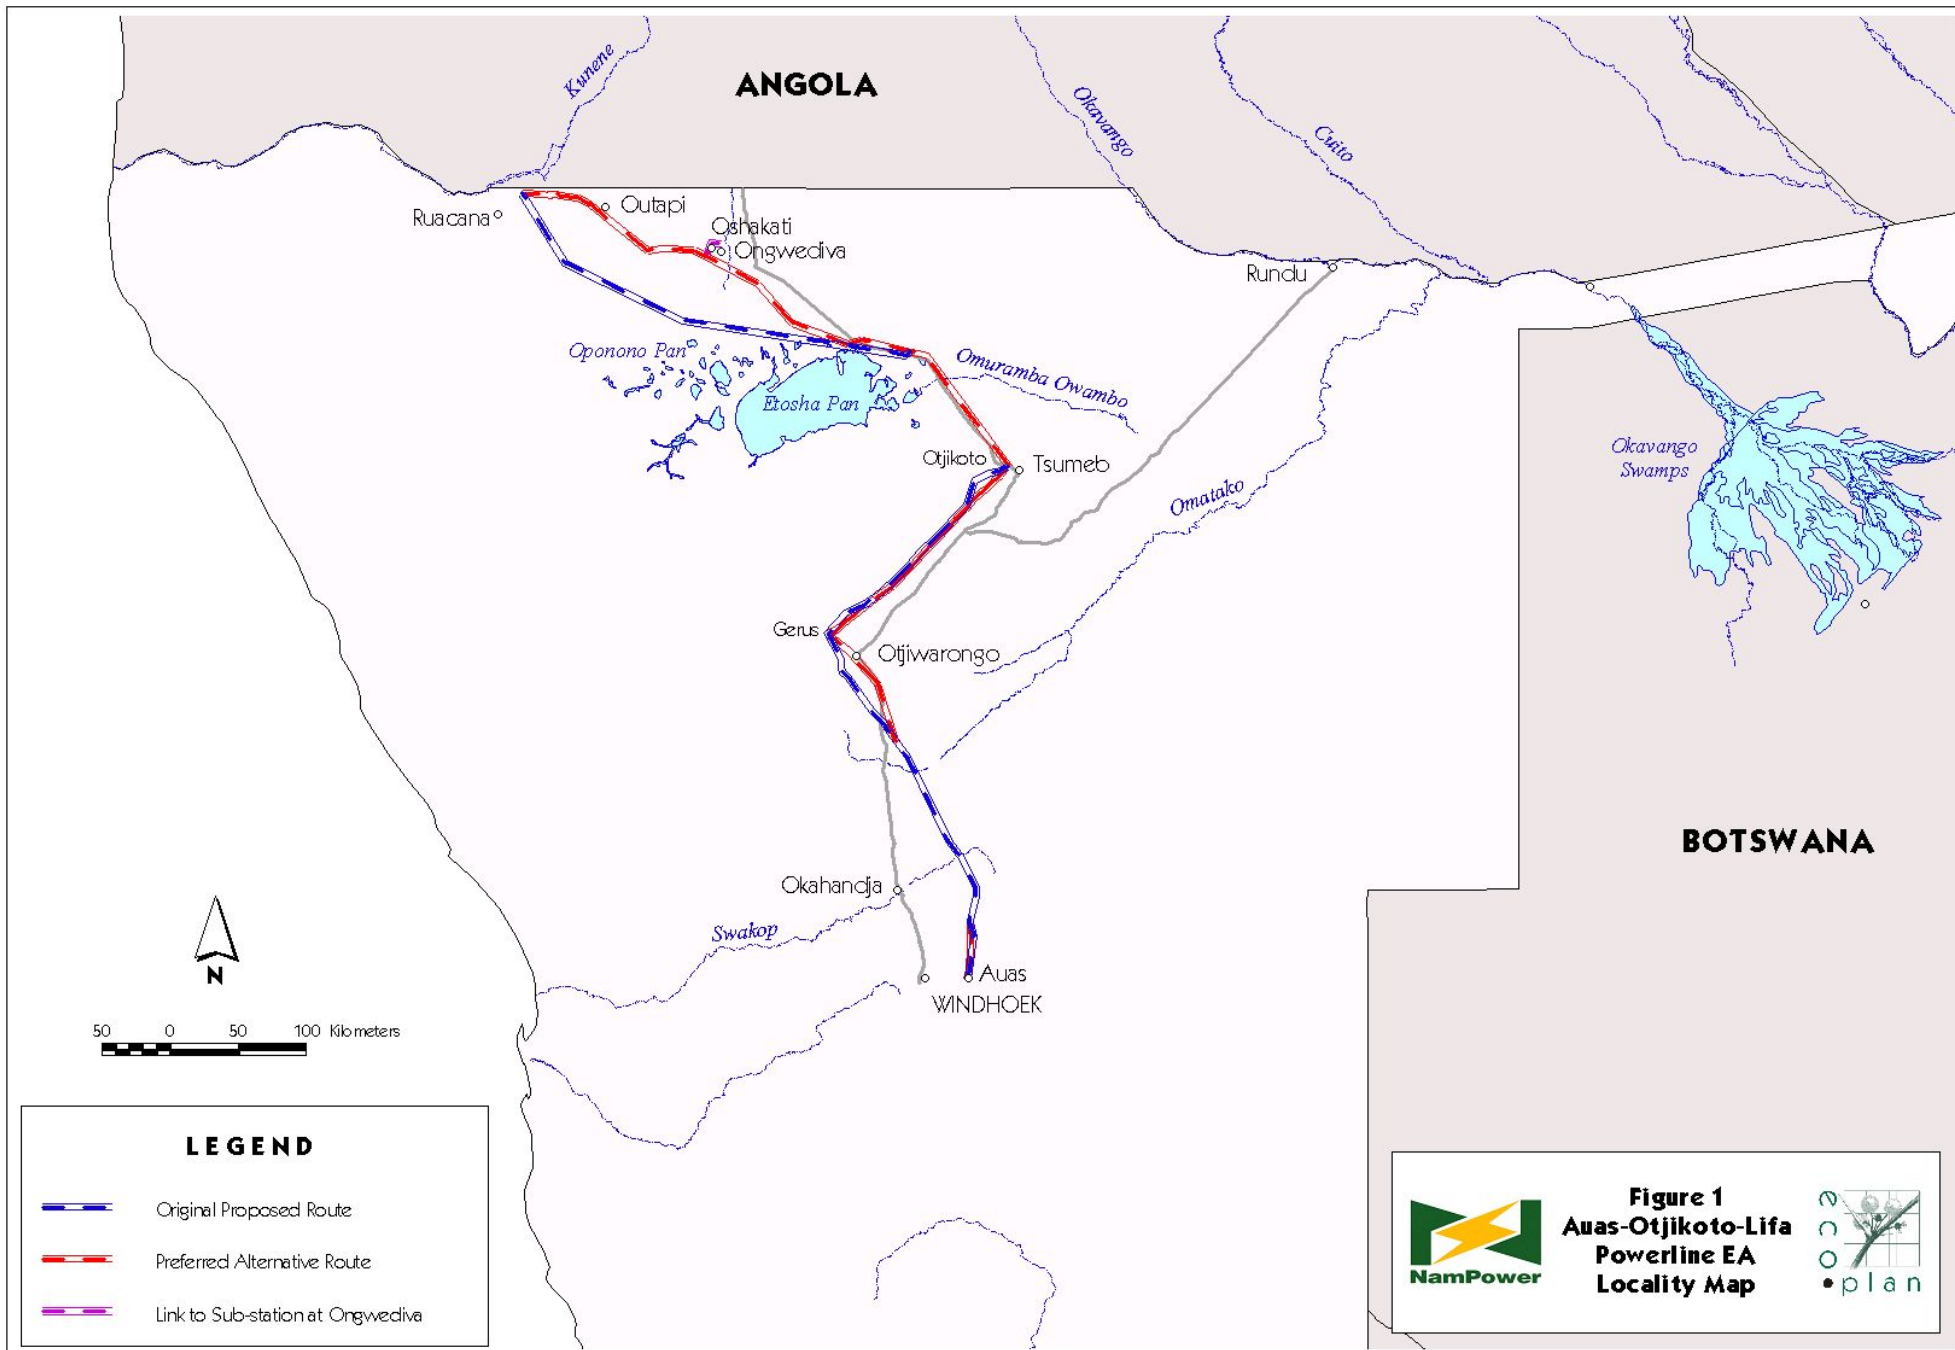 ANGOLA
Kunene
Okavango
Cuito
Ruacana
Outapi
Oshakati
Ongwediva
Rundu
Oponono Pan
Etosha Pan
Omuramba Owambo
Otjikoto
Tsumeb
Okavango
Swamps
Omatako
Gerus
Otjiwarongo
BOTSWANA
Okahandja
Swakop
Auas
WINDHOEK
N
50 0 50 100 Kilometers
LEGEND
Original Proposed Route
Preferred Alternative Route
Link to Sub-station at Ongwediva
NamPower
Figure 1
Auas-Otjikoto-Lifa
Powerline EA
Locality Map
eco
plan